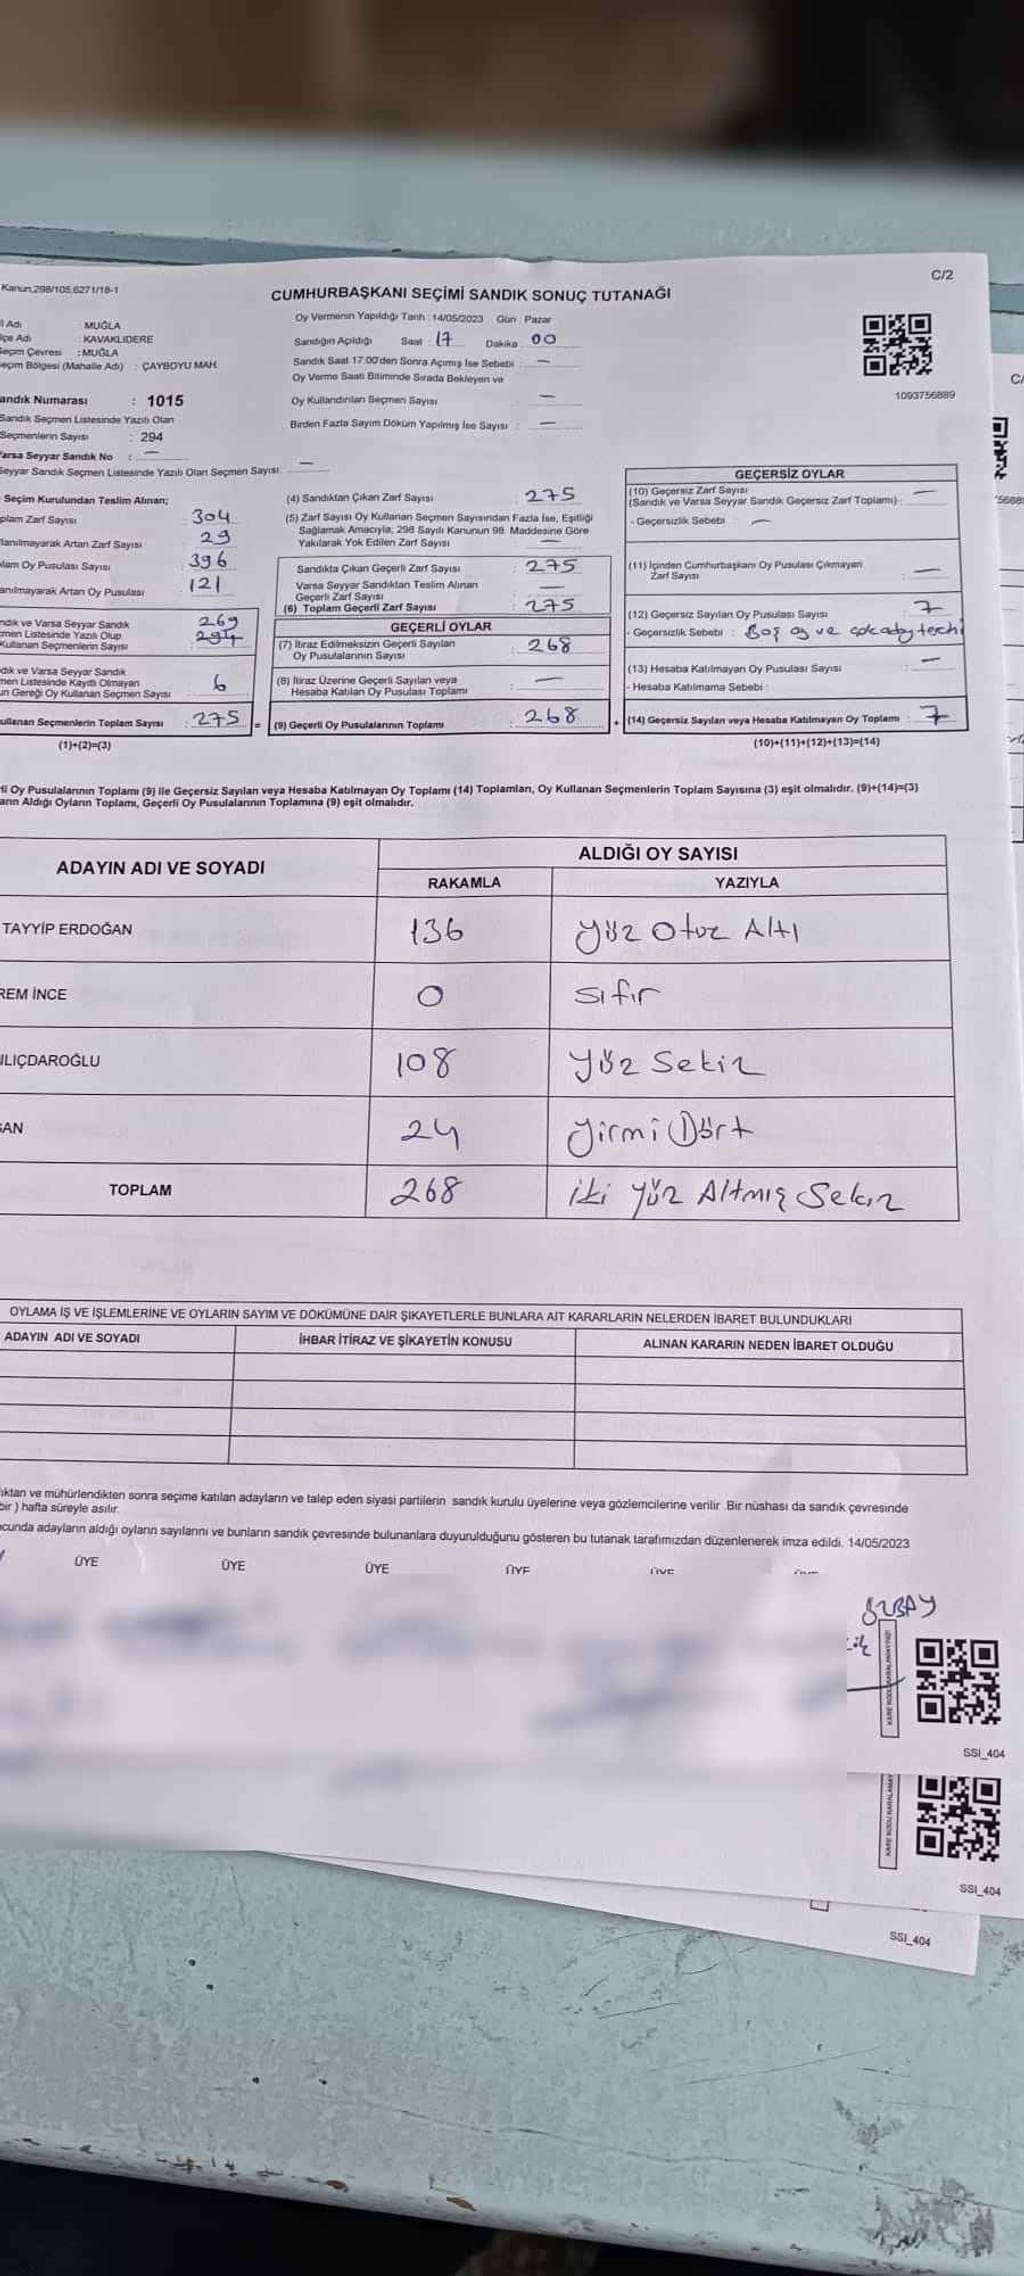 C/2
Kanun,298/105,6271/18-1
CUMHURBAŞKANI SEÇİMİ SANDIK SONUÇ TUTANAĞI
Oy Vermenin Yapıldığı Tarih : 14/05/2023 Gün : Pazar
Adı MUĞLA
Adı : KAVAKLIDERE
Seçim Çevresi : MUĞLA
Seçim Bölgesi (Mahalle Adı) : ÇAYBOYU MAH.
Sandığın Açıldığı Saat : 17 Dakika 00
Sandık Saat 17.00'den Sonra Açımış İse Sebebi : —
Oy Verme Saati Bitiminde Sırada Bekleyen ve
Oy Kullandırılan Seçmen Sayısı —
Birden Fazla Sayım Döküm Yapılmış İse Sayısı : —
1093756889
andık Numarası : 1015
Sandık Seçmen Listesinde Yazılı Olan
Seçmenlerin Sayısı : 294
Varsa Seyyar Sandık No : —
Seyyar Sandık Seçmen Listesinde Yazılı Olan Seçmen Sayısı —
Seçim Kurulundan Teslim Alınan;
plam Zarf Sayısı 304
llanılmayarak Artan Zarf Sayısı 29
lam Oy Pusulası Sayısı 396
anılmayarak Artan Oy Pusulası 121
ndık ve Varsa Seyyar Sandık 269
men Listesinde Yazılı Olup
Kullanan Seçmenlerin Sayısı 294
dık ve Varsa Seyyar Sandık
men Listesinde Kayıtlı Olmayan
un Gereği Oy Kullanan Seçmen Sayısı 6
ullanan Seçmenlerin Toplam Sayısı : 275 =
(1)+(2)=(3)
(4) Sandıktan Çıkan Zarf Sayısı 275
(5) Zarf Sayısı Oy Kullanan Seçmen Sayısından Fazla İse, Eşitliği
Sağlamak Amacıyla; 298 Sayılı Kanunun 98. Maddesine Göre
Yakılarak Yok Edilen Zarf Sayısı —
Sandıkta Çıkan Geçerli Zarf Sayısı : 275
Varsa Seyyar Sandıktan Teslim Alınan
Geçerli Zarf Sayısı —
(6) Toplam Geçerli Zarf Sayısı : 275
GEÇERLİ OYLAR
(7) İtiraz Edilmeksizin Geçerli Sayılan
Oy Pusulalarının Sayısı : 268
(8) İtiraz Üzerine Geçerli Sayılan veya
Hesaba Katılan Oy Pusulası Toplamı : —
(9) Geçerli Oy Pusulalarının Toplamı : 268 +
GEÇERSİZ OYLAR
(10) Geçersiz Zarf Sayısı
(Sandık ve Varsa Seyyar Sandık Geçersiz Zarf Toplamı) : —
- Geçersizlik Sebebi : —
(11) İçinden Cumhurbaşkanı Oy Pusulası Çıkmayan
Zarf Sayısı : —
(12) Geçersiz Sayılan Oy Pusulası Sayısı : 7
- Geçersizlik Sebebi : Boş oy ve çok aday terchi
(13) Hesaba Katılmayan Oy Pusulası Sayısı : —
- Hesaba Katılmama Sebebi :
(14) Geçersiz Sayılan veya Hesaba Katılmayan Oy Toplamı : 7
(10)+(11)+(12)+(13)=(14)
li Oy Pusulalarının Toplamı (9) ile Geçersiz Sayılan veya Hesaba Katılmayan Oy Toplamı (14) Toplamları, Oy Kullanan Seçmenlerin Toplam Sayısına (3) eşit olmalıdır. (9)+(14)=(3)
arın Aldığı Oyların Toplamı, Geçerli Oy Pusulalarının Toplamına (9) eşit olmalıdır.
ADAYIN ADI VE SOYADI ALDIĞI OY SAYISI
RAKAMLA YAZIYLA
TAYYİP ERDOĞAN 136 Yüz Otuz Altı
REM İNCE 0 sıfır
ILIÇDAROĞLU 108 Yüz Sekiz
AN 24 Yirmi Dört
TOPLAM 268 iki yüz Altmış Sekiz
OYLAMA İŞ VE İŞLEMLERİNE VE OYLARIN SAYIM VE DÖKÜMÜNE DAİR ŞİKAYETLERLE BUNLARA AİT KARARLARIN NELERDEN İBARET BULUNDUKLARI
ADAYIN ADI VE SOYADI İHBAR İTİRAZ VE ŞİKAYETİN KONUSU ALINAN KARARIN NEDEN İBARET OLDUĞU
ıktan ve mühürlendikten sonra seçime katılan adayların ve talep eden siyasi partilerin sandık kurulu üyelerine veya gözlemcilerine verilir .Bir nüshası da sandık çevresinde
bir ) hafta süreyle asılır.
cunda adayların aldığı oyların sayılarını ve bunların sandık çevresinde bulunanlara duyurulduğunu gösteren bu tutanak tarafımızdan düzenlenerek imza edildi. 14/05/2023
ÜYE ÜYE ÜYE ÜYE ÜYE
ÖZBAY
SSI_404
SSI_404
SSI_404